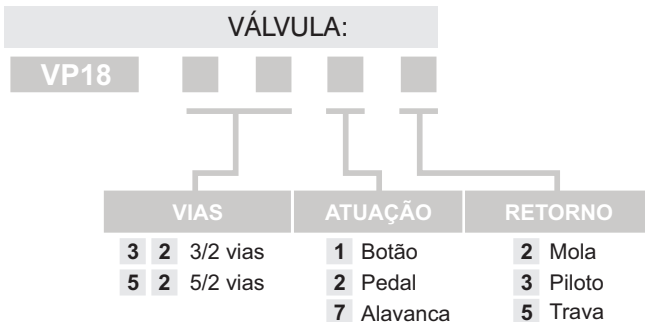 VÁLVULA:
VP18
VIAS ATUAÇÃO RETORNO
3 2 3/2 vias 1 Botão 2 Mola
5 2 5/2 vias 2 Pedal 3 Piloto
7 Alavanca 5 Trava